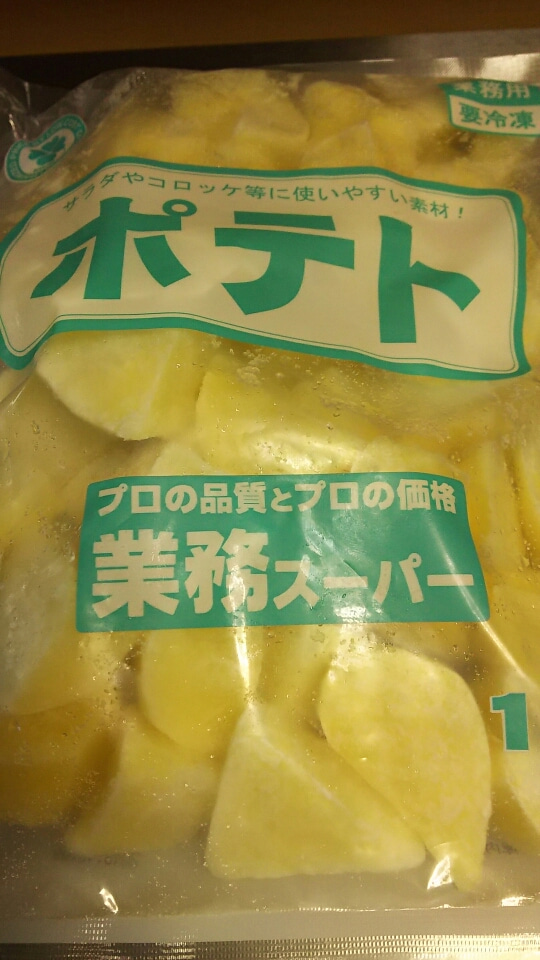 業務用
要冷凍
サラダやコロッケ等に使いやすい素材!
ポテト
プロの品質とプロの価格
業務スーパー
1